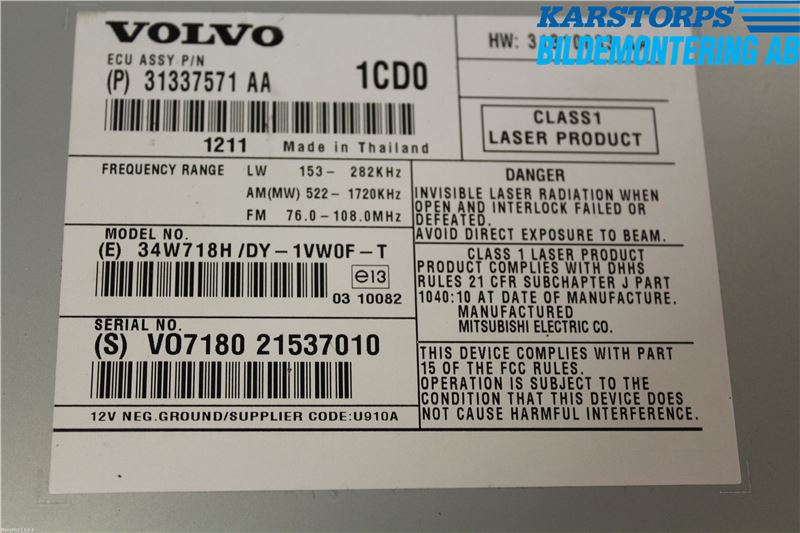 KARSTORPS
BILDEMONTERING AB
VOLVO
HW:
ECU ASSY P/N
(P) 31337571 AA
1CD0
1211 Made in Thailand
CLASS1
LASER PRODUCT
FREQUENCY RANGE LW 153- 282KHz
AM(MW) 522-1720KHz
FM 76.0-108.0MHz
DANGER
INVISIBLE LASER RADIATION WHEN
OPEN AND INTERLOCK FAILED OR
DEFEATED.
AVOID DIRECT EXPOSURE TO BEAM.
MODEL NO.
(E) 34W718H/DY-1VW0F-T
e13
03 10082
CLASS 1 LASER PRODUCT
PRODUCT COMPLIES WITH DHHS
RULES 21 CFR SUBCHAPTER J PART
1040:10 AT DATE OF MANUFACTURE.
MANUFACTURED
MITSUBISHI ELECTRIC CO.
SERIAL NO.
(S) VO7180 21537010
12V NEG.GROUND/SUPPLIER CODE:U910A
THIS DEVICE COMPLIES WITH PART
15 OF THE FCC RULES.
OPERATION IS SUBJECT TO THE
CONDITION THAT THIS DEVICE DOES
NOT CAUSE HARMFUL INTERFERENCE.